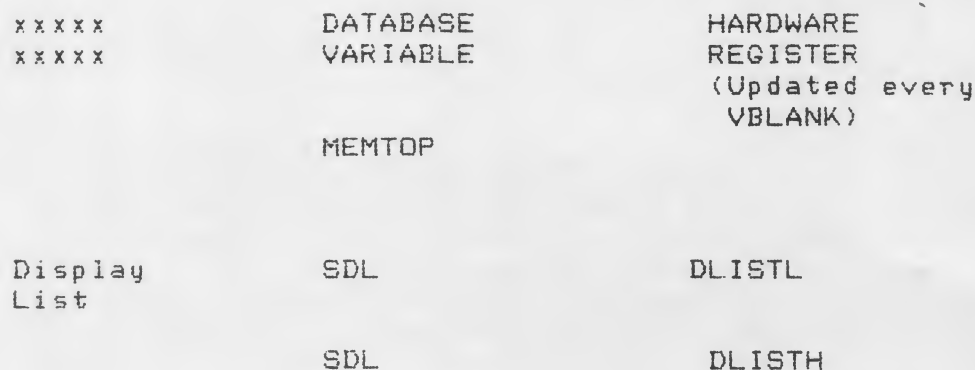 xxxxx DATABASE HARDWARE
xxxxx VARIABLE REGISTER
(Updated every
VBLANK)
MEMTOP
Display SDL DLISTL
List
SDL DLISTH